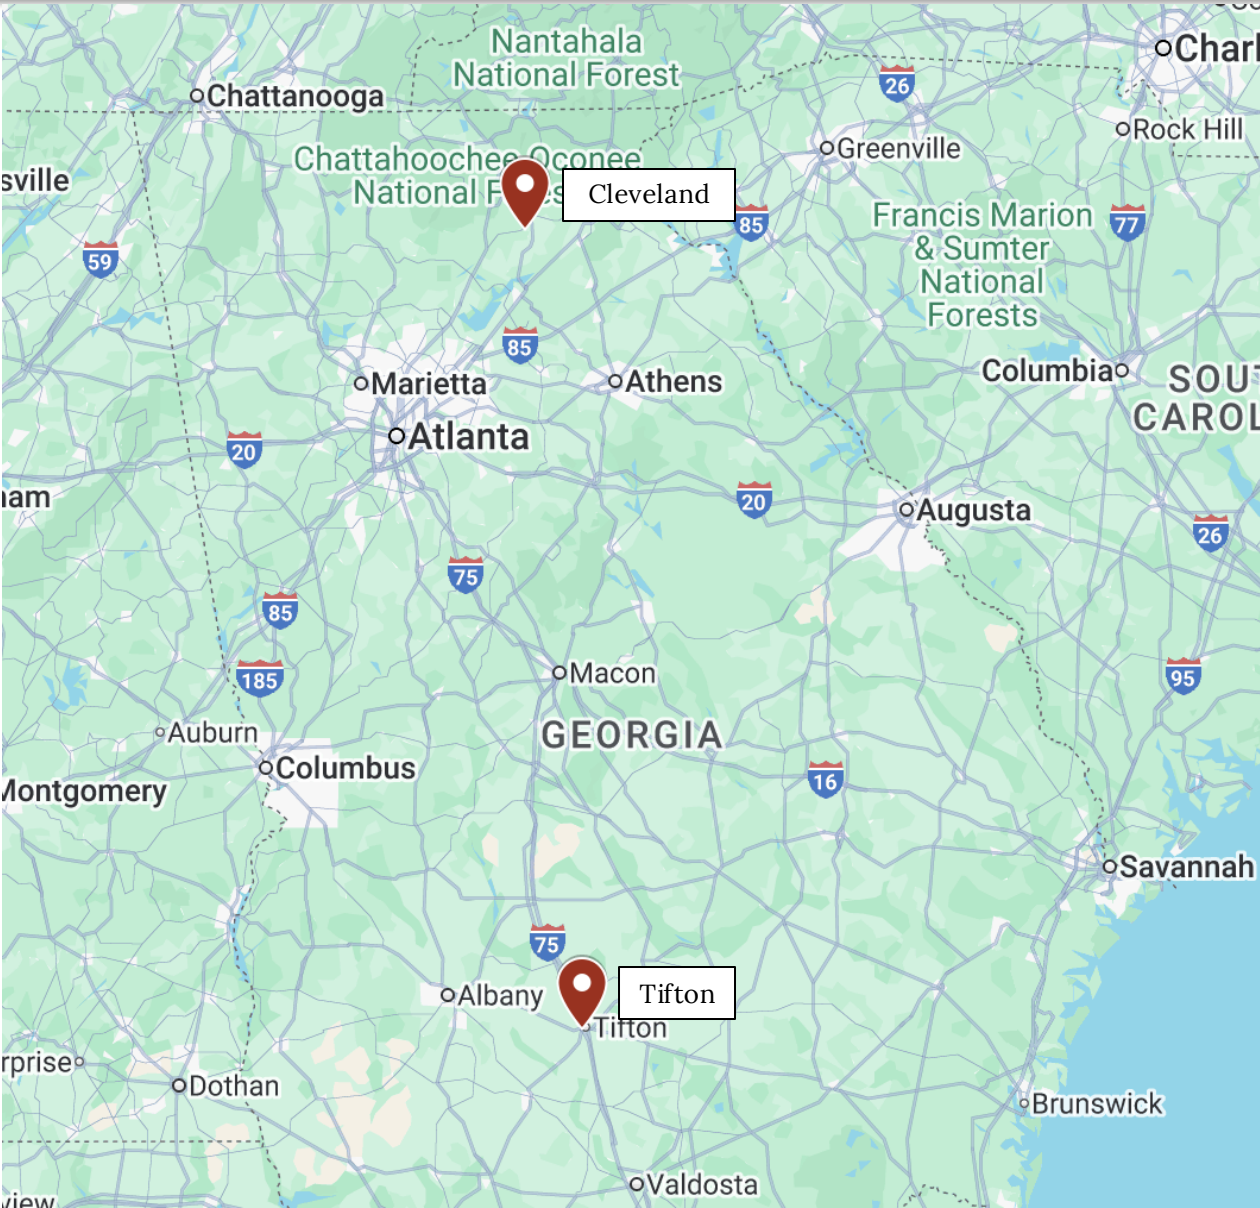 Nantahala
National Forest
Charl
26
Chattanooga
Rock Hill
Greenville
Chattahoochee-Oconee
National Fores
sville
Cleveland
85
Francis Marion
& Sumter
National
Forests
77
59
85
Columbia
SOUT
CAROL
Marietta
Athens
Atlanta
20
20
ham
Augusta
26
75
85
Macon
185
95
Auburn
GEORGIA
Columbus
16
Montgomery
Savannah
75
Albany
Tifton
Tifton
rprise
Dothan
Brunswick
Valdosta
view